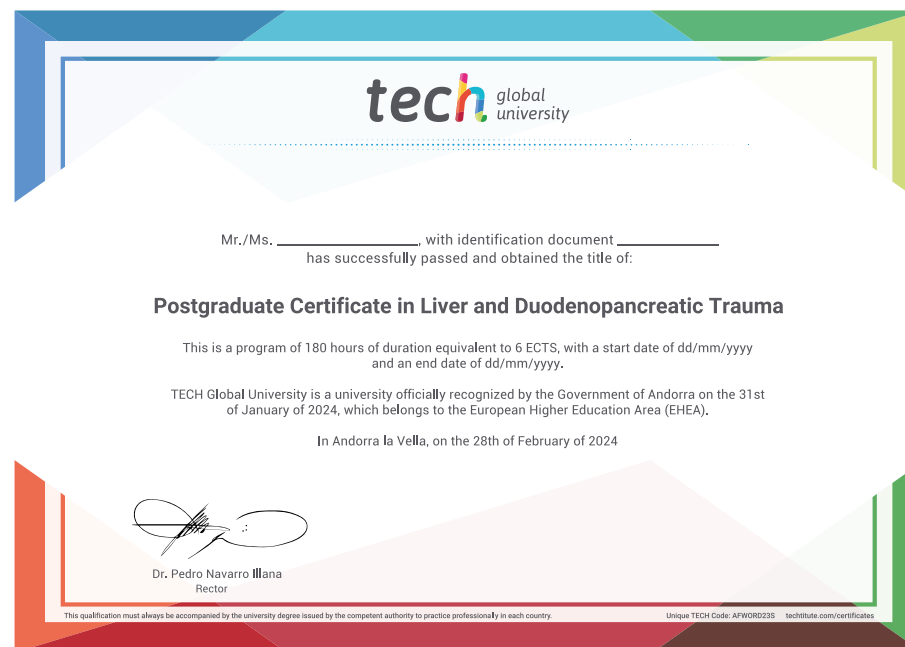 tech global university
Mr./Ms. ____________________, with identification document ______________
has successfully passed and obtained the title of:
Postgraduate Certificate in Liver and Duodenopancreatic Trauma
This is a program of 180 hours of duration equivalent to 6 ECTS, with a start date of dd/mm/yyyy
and an end date of dd/mm/yyyy.
TECH Global University is a university officially recognized by the Government of Andorra on the 31st
of January of 2024, which belongs to the European Higher Education Area (EHEA).
In Andorra la Vella, on the 28th of February of 2024
Dr. Pedro Navarro Illana
Rector
This qualification must always be accompanied by the university degree issued by the competent authority to practice professionally in each country.
Unique TECH Code: AFWORD23S techtitute.com/certificates